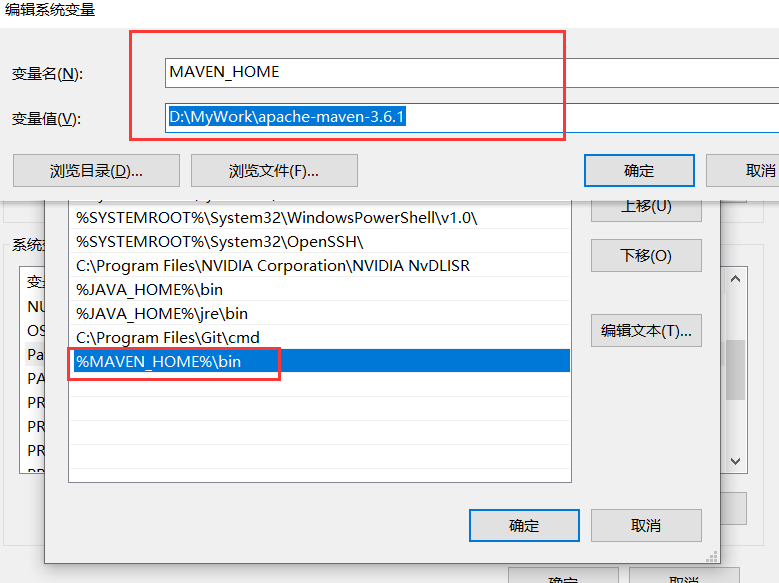 编辑系统变量
变量名(N):
MAVEN_HOME
变量值(V):
D:\MyWork\apache-maven-3.6.1
浏览目录(D)...
浏览文件(F)...
确定
取消
%SYSTEMROOT%\System32\WindowsPowerShell\v1.0\
%SYSTEMROOT%\System32\OpenSSH\
C:\Program Files\NVIDIA Corporation\NVIDIA NvDLISR
%JAVA_HOME%\bin
%JAVA_HOME%\jre\bin
C:\Program Files\Git\cmd
%MAVEN_HOME%\bin
上移(U)
下移(O)
编辑文本(T)...
系统
变
NU
OS
Pa
PA
PR
PR
PR
确定
取消
确定
取消